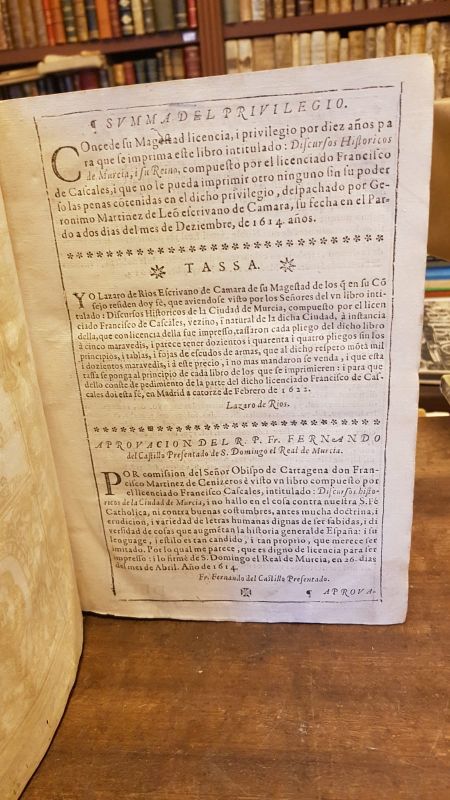 ¶ SVMMA DEL PRIVILEGIO.
COncede su Magestad licencia, i privilegio por diez años pa
ra que se imprima este libro intitulado: Discursos Historicos
de Murcia, i su Reino, compuesto por el licenciado Francisco
de Cascales, i que no le pueda imprimir otro ninguno sin su poder
so las penas cõtenidas en el dicho privilegio, despachado por Ge-
ronimo Martinez de Leõ escrivano de Camara, su fecha en el Par-
do a dos dias del mes de Deziembre, de 1614. años.
TASSA.
YO Lazaro de Rios Escrivano de Camara de su Magestad de los q̃ en su Cõ
sejo residen doy fè, que aviendose visto por los Señores del vn libro inti-
tulado: Discursos Historicos de la Ciudad de Murcia, compuesto por el licen
ciado Francisco de Cascales, vezino, i natural de la dicha Ciudad, à instancia
della, que con licencia della fue impresso, tassaron cada pliego del dicho libro
à cinco maravedis, i parece tener dozientos i quarenta i quatro pliegos sin los
principios, i tablas, i fojas de escudos de armas, que al dicho respeto mõta mil
i dozientos maravedis, i à este precio, i no mas mandaron se venda, i que esta
tassa se ponga al principio de cada libro de los que se imprimieren: i para que
dello conste de pedimiento de la parte del dicho licenciado Francisco de Cas-
cales doi esta fè, en Madrid a catorze de Febrero de 1622.
Lazaro de Rios.
APROVACION DEL R. P. Fr. FERNANDO
del Castillo Presentado de S. Domingo el Real de Murcia.
POR comission del Señor Obispo de Cartagena don Fran-
cisco Martinez de Cenizeros è visto vn libro compuesto por
el licenciado Francisco Cascales, intitulado: Discursos histo-
ricos de la Ciudad de Murcia, i no hallo en el cosa contra nuestra S. Fè
Catholica, ni contra buenas costumbres, antes mucha doctrina, i
erudicion, i variedad de letras humanas dignas de ser sabidas, i di
versidad de cosas que augmẽtan la historia general de España: i su
lenguage, i estilo es tan candido, i tan proprio, que merece ser
imitado. Por lo qual me parece, que es digno de licencia para ser
impresso: i lo firmè de S. Domingo el Real de Murcia, en 26. dias
del mes de Abril. Año de 1614.
Fr. Fernando del Castillo Presentado.
¶ APROVA-